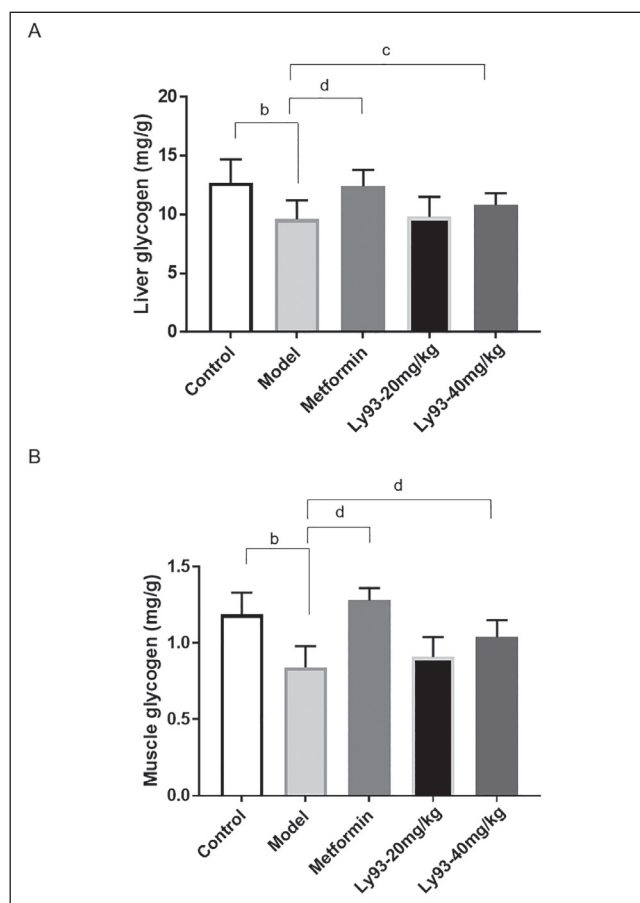 A
c
d
b
20
15
10
5
0
Liver glycogen (mg/g)
Control
Model
Metformin
Ly93-20mg/kg
Ly93-40mg/kg
B
d
d
b
1.5
1.0
0.5
0.0
Muscle glycogen (mg/g)
Control
Model
Metformin
Ly93-20mg/kg
Ly93-40mg/kg